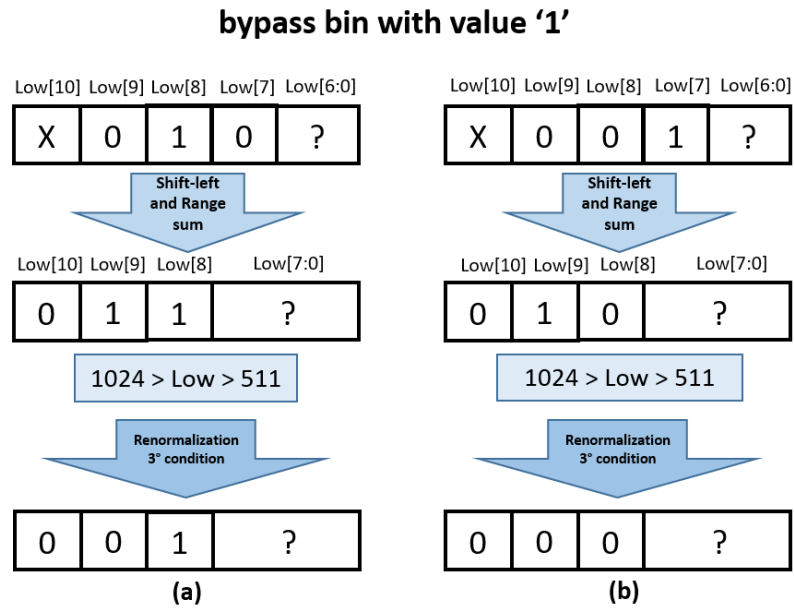 bypass bin with value ‘1’
Low[10] Low[9] Low[8] Low[7] Low[6:0]
X 0 1 0 ?
Shift-left
and Range
sum
Low[10] Low[9] Low[8] Low[7:0]
0 1 1 ?
1024 > Low > 511
Renormalization
3° condition
0 0 1 ?
(a)
Low[10] Low[9] Low[8] Low[7] Low[6:0]
X 0 0 1 ?
Shift-left
and Range
sum
Low[10] Low[9] Low[8] Low[7:0]
0 1 0 ?
1024 > Low > 511
Renormalization
3° condition
0 0 0 ?
(b)